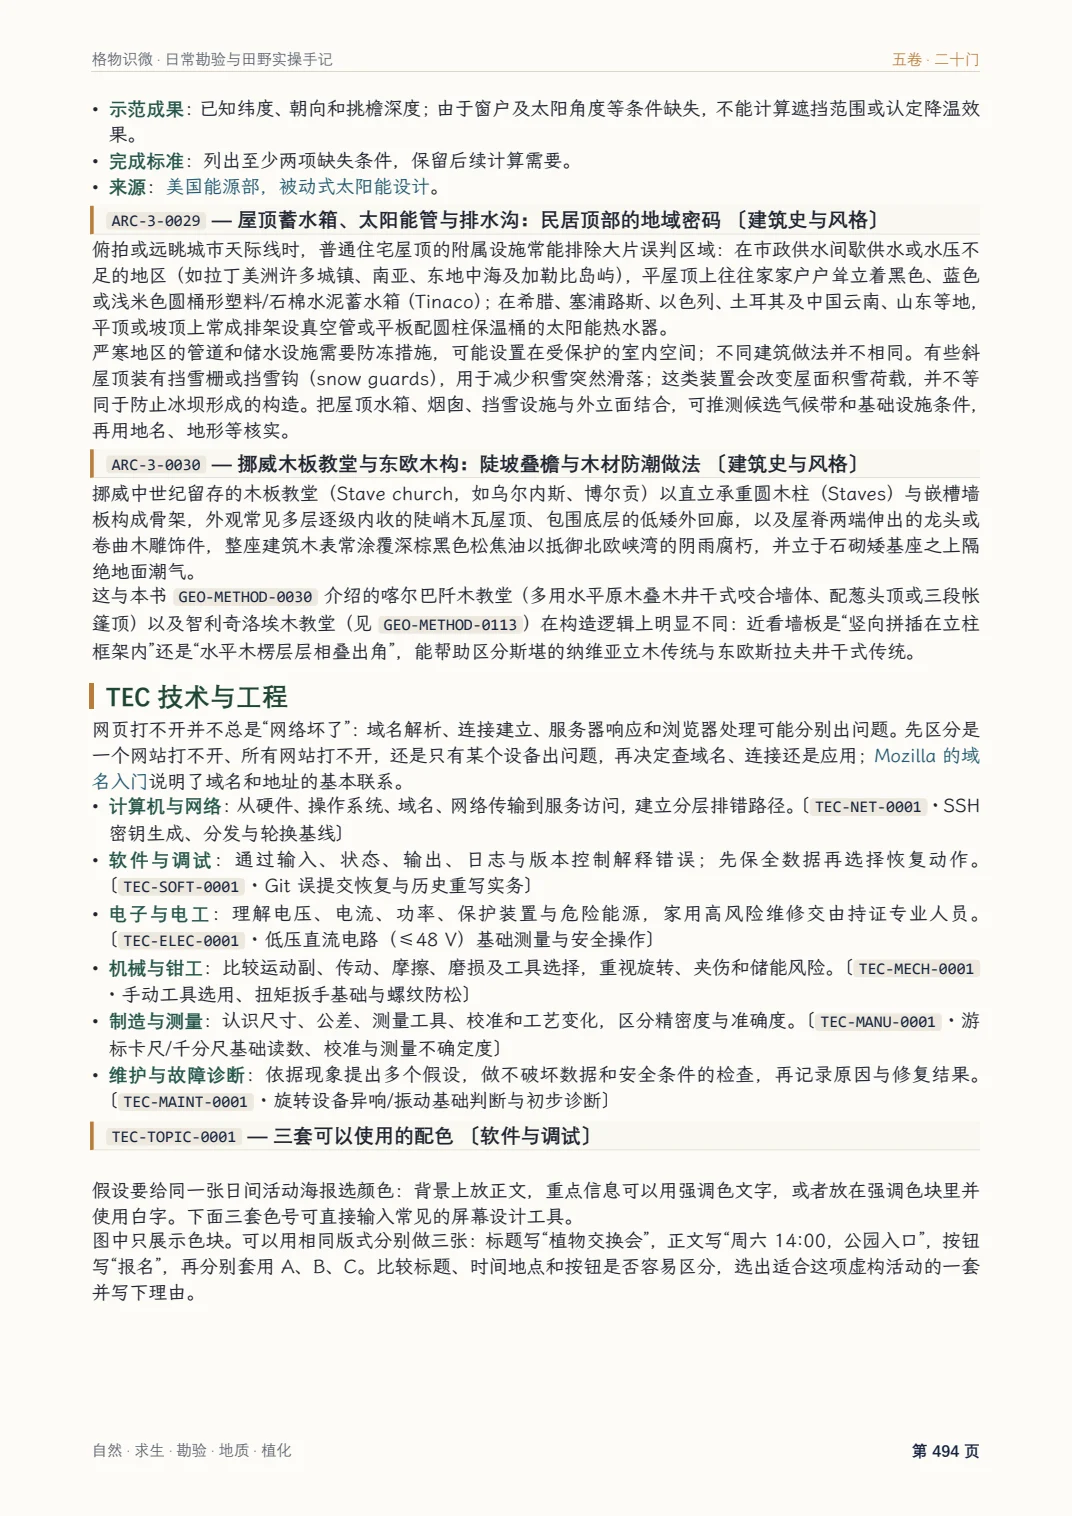 格物识微 · 日常勘验与田野实操手记
五卷 · 二十门
• 示范成果：已知纬度、朝向和挑檐深度；由于窗户及太阳角度等条件缺失，不能计算遮挡范围或认定降温效
果。
• 完成标准：列出至少两项缺失条件，保留后续计算需要。
• 来源：美国能源部，被动式太阳能设计。
ARC-3-0029 — 屋顶蓄水箱、太阳能管与排水沟：民居顶部的地域密码 〔建筑史与风格〕
俯拍或远眺城市天际线时，普通住宅屋顶的附属设施常能排除大片误判区域：在市政供水间歇供水或水压不
足的地区（如拉丁美洲许多城镇、南亚、东地中海及加勒比岛屿），平屋顶上往往家家户户耸立着黑色、蓝色
或浅米色圆桶形塑料/石棉水泥蓄水箱（Tinaco）；在希腊、塞浦路斯、以色列、土耳其及中国云南、山东等地，
平顶或坡顶上常成排架设真空管或平板配圆柱保温桶的太阳能热水器。
严寒地区的管道和储水设施需要防冻措施，可能设置在受保护的室内空间；不同建筑做法并不相同。有些斜
屋顶装有挡雪栅或挡雪钩（snow guards），用于减少积雪突然滑落；这类装置会改变屋面积雪荷载，并不等
同于防止冰坝形成的构造。把屋顶水箱、烟囱、挡雪设施与外立面结合，可推测候选气候带和基础设施条件，
再用地名、地形等核实。
ARC-3-0030 — 挪威木板教堂与东欧木构：陡坡叠檐与木材防潮做法 〔建筑史与风格〕
挪威中世纪留存的木板教堂（Stave church，如乌尔内斯、博尔贡）以直立承重圆木柱（Staves）与嵌槽墙
板构成骨架，外观常见多层逐级内收的陡峭木瓦屋顶、包围底层的低矮外回廊，以及屋脊两端伸出的龙头或
卷曲木雕饰件，整座建筑木表常涂覆深棕黑色松焦油以抵御北欧峡湾的阴雨腐朽，并立于石砌矮基座之上隔
绝地面潮气。
这与本书 GEO-METHOD-0030 介绍的喀尔巴阡木教堂（多用水平原木叠木井干式咬合墙体、配葱头顶或三段帐
篷顶）以及智利奇洛埃木教堂（见 GEO-METHOD-0113 ）在构造逻辑上明显不同：近看墙板是“竖向拼插在立柱
框架内”还是“水平木楞层层相叠出角”，能帮助区分斯堪的纳维亚立木传统与东欧斯拉夫井干式传统。
TEC 技术与工程
网页打不开并不总是“网络坏了”：域名解析、连接建立、服务器响应和浏览器处理可能分别出问题。先区分是
一个网站打不开、所有网站打不开，还是只有某个设备出问题，再决定查域名、连接还是应用；Mozilla 的域
名入门说明了域名和地址的基本联系。
• 计算机与网络：从硬件、操作系统、域名、网络传输到服务访问，建立分层排错路径。〔 TEC-NET-0001 · SSH
密钥生成、分发与轮换基线〕
• 软件与调试：通过输入、状态、输出、日志与版本控制解释错误；先保全数据再选择恢复动作。
〔 TEC-SOFT-0001 · Git 误提交恢复与历史重写实务〕
• 电子与电工：理解电压、电流、功率、保护装置与危险能源，家用高风险维修交由持证专业人员。
〔 TEC-ELEC-0001 · 低压直流电路（≤48 V）基础测量与安全操作〕
• 机械与钳工：比较运动副、传动、摩擦、磨损及工具选择，重视旋转、夹伤和储能风险。〔 TEC-MECH-0001
· 手动工具选用、扭矩扳手基础与螺纹防松〕
• 制造与测量：认识尺寸、公差、测量工具、校准和工艺变化，区分精密度与准确度。〔 TEC-MANU-0001 · 游
标卡尺/千分尺基础读数、校准与测量不确定度〕
• 维护与故障诊断：依据现象提出多个假设，做不破坏数据和安全条件的检查，再记录原因与修复结果。
〔 TEC-MAINT-0001 · 旋转设备异响/振动基础判断与初步诊断〕
TEC-TOPIC-0001 — 三套可以使用的配色 〔软件与调试〕
假设要给同一张日间活动海报选颜色：背景上放正文，重点信息可以用强调色文字，或者放在强调色块里并
使用白字。下面三套色号可直接输入常见的屏幕设计工具。
图中只展示色块。可以用相同版式分别做三张：标题写“植物交换会”，正文写“周六 14:00，公园入口”，按钮
写“报名”，再分别套用 A、B、C。比较标题、时间地点和按钮是否容易区分，选出适合这项虚构活动的一套
并写下理由。
自然 · 求生 · 勘验 · 地质 · 植化
第 494 页